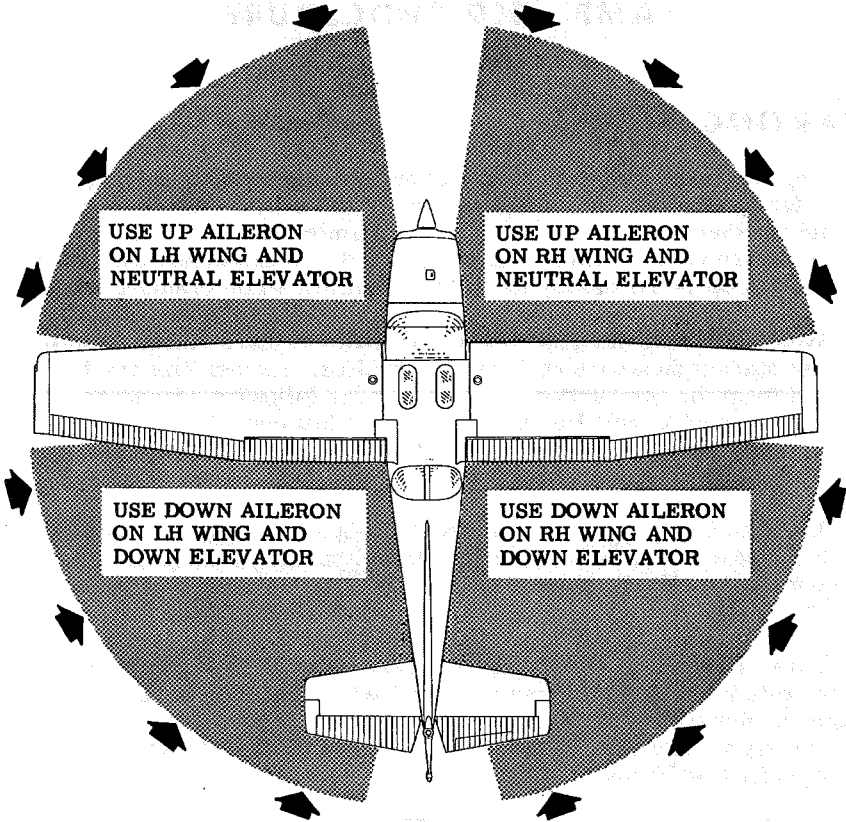 USE UP AILERON
ON LH WING AND
NEUTRAL ELEVATOR
USE UP AILERON
ON RH WING AND
NEUTRAL ELEVATOR
USE DOWN AILERON
ON LH WING AND
DOWN ELEVATOR
USE DOWN AILERON
ON RH WING AND
DOWN ELEVATOR